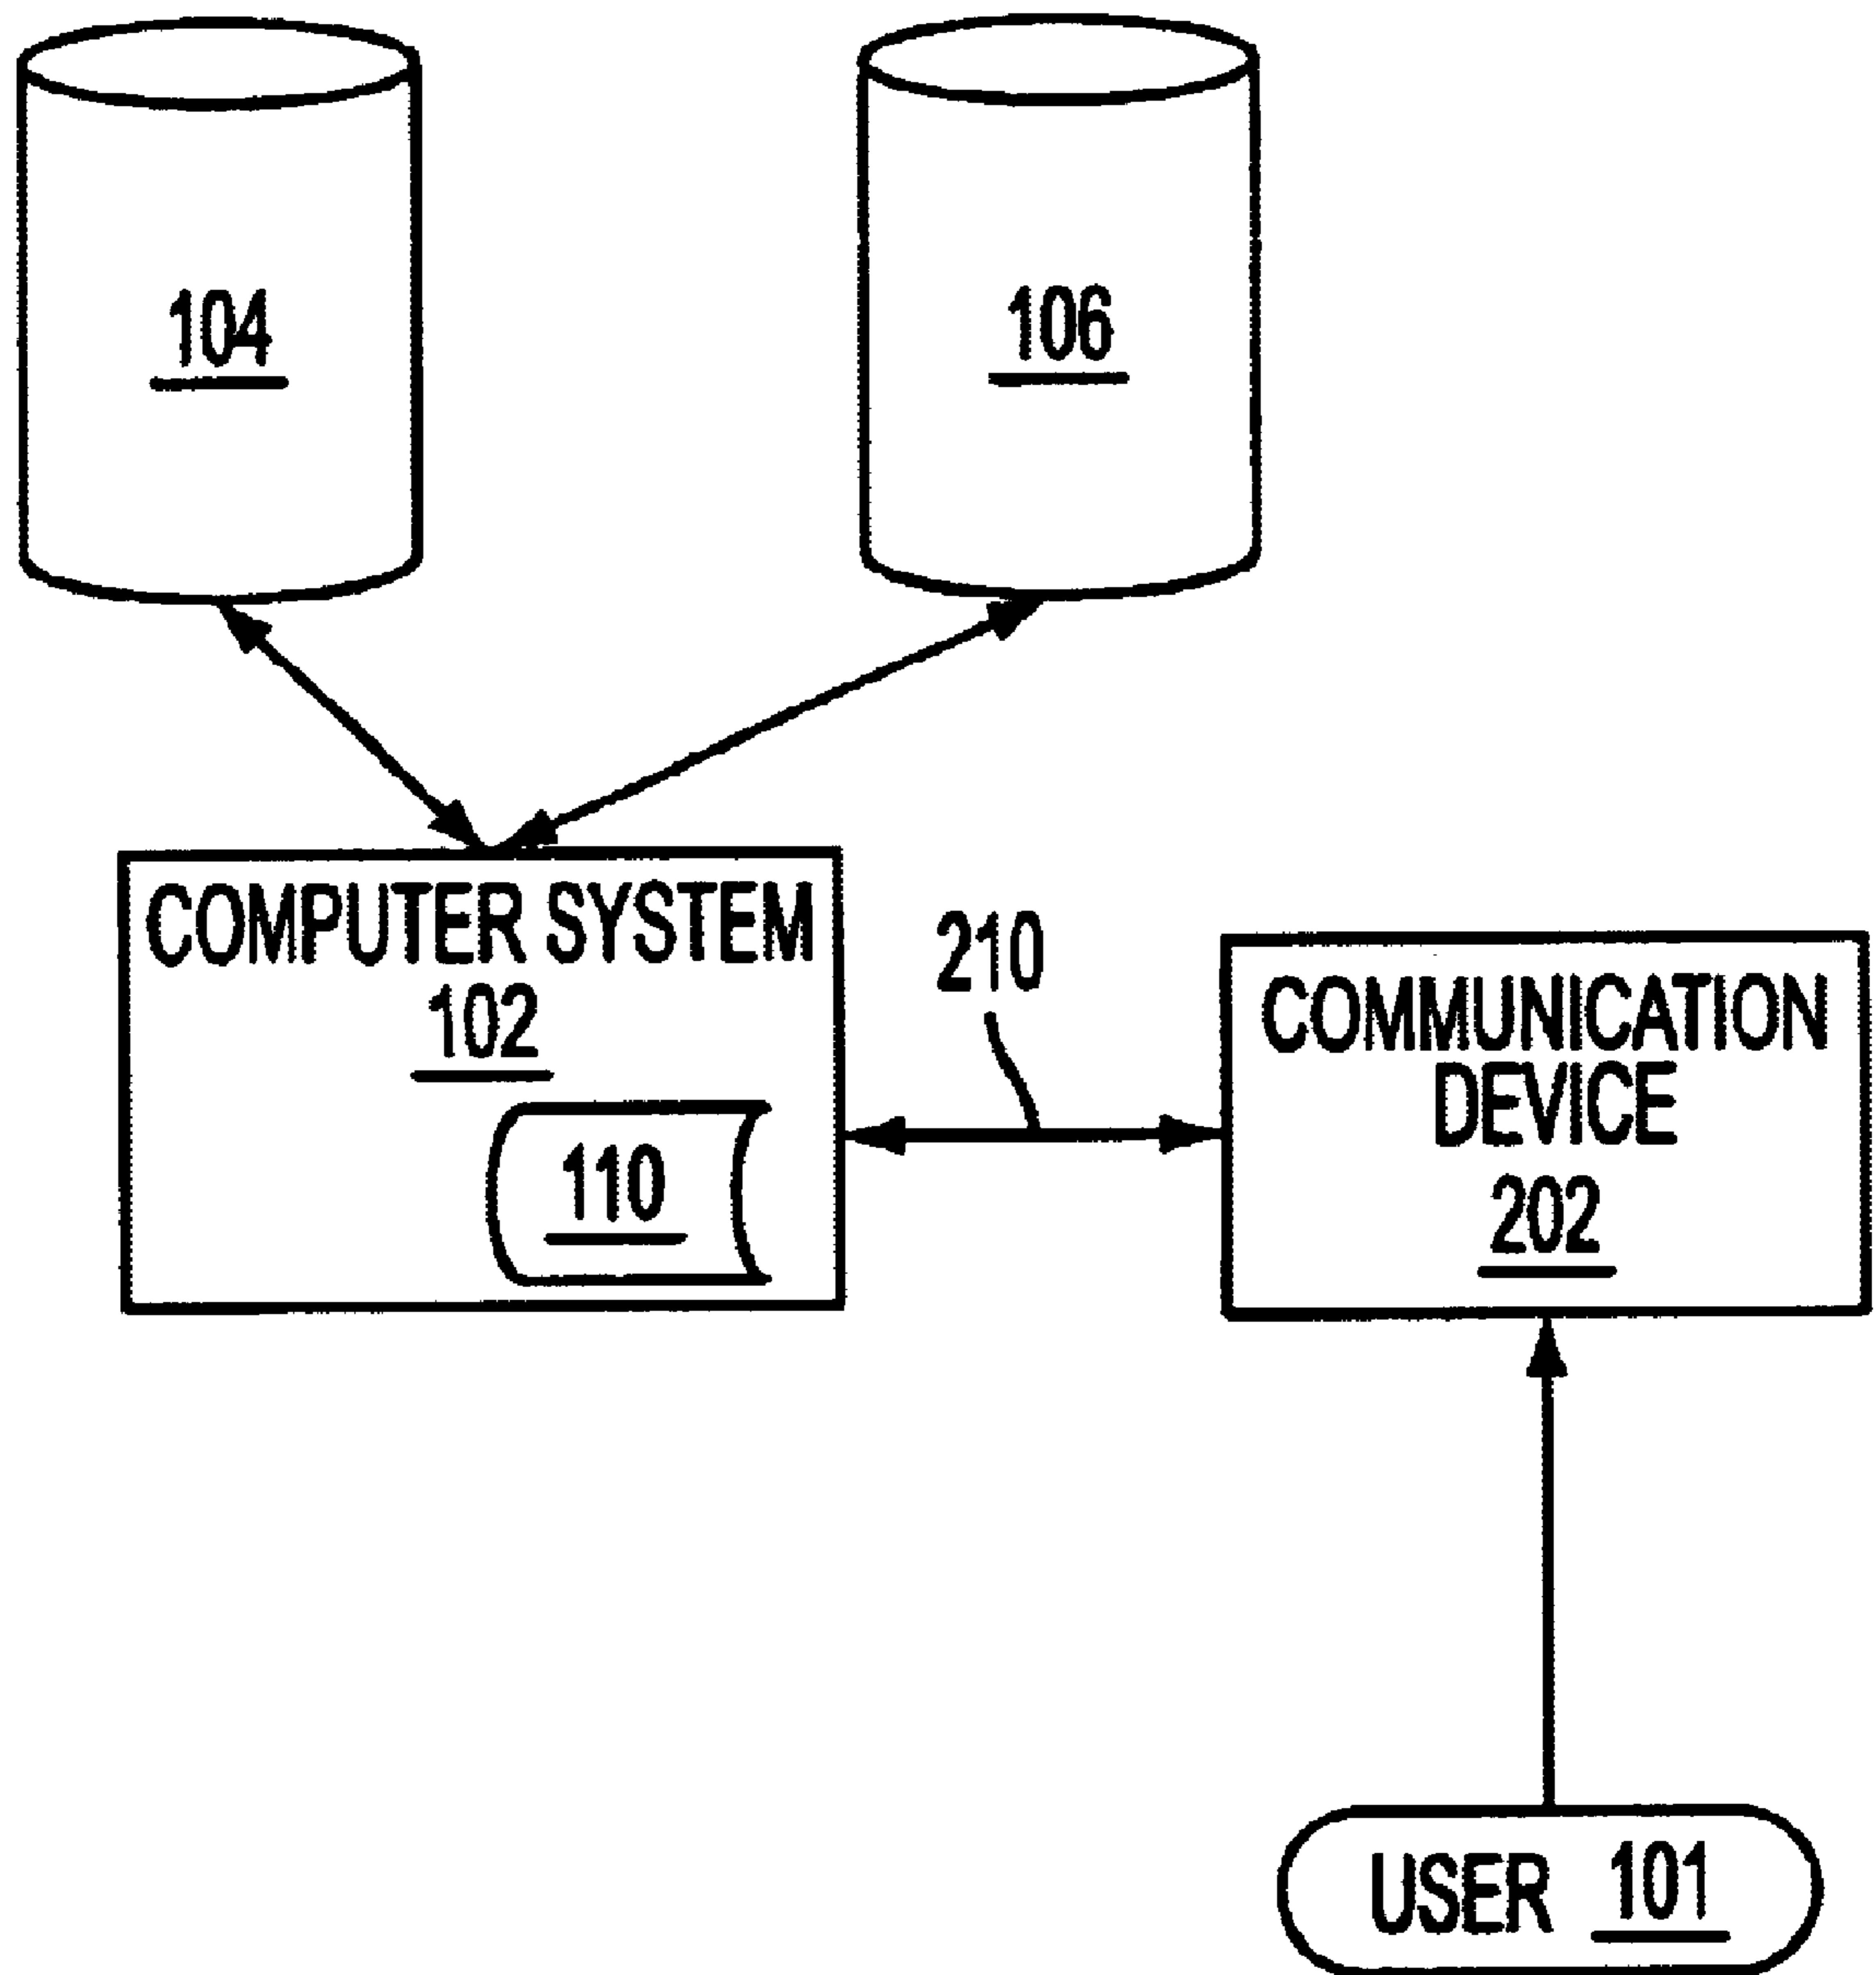 104
106
COMPUTER SYSTEM
102
110
210
COMMUNICATION
DEVICE
202
USER 101